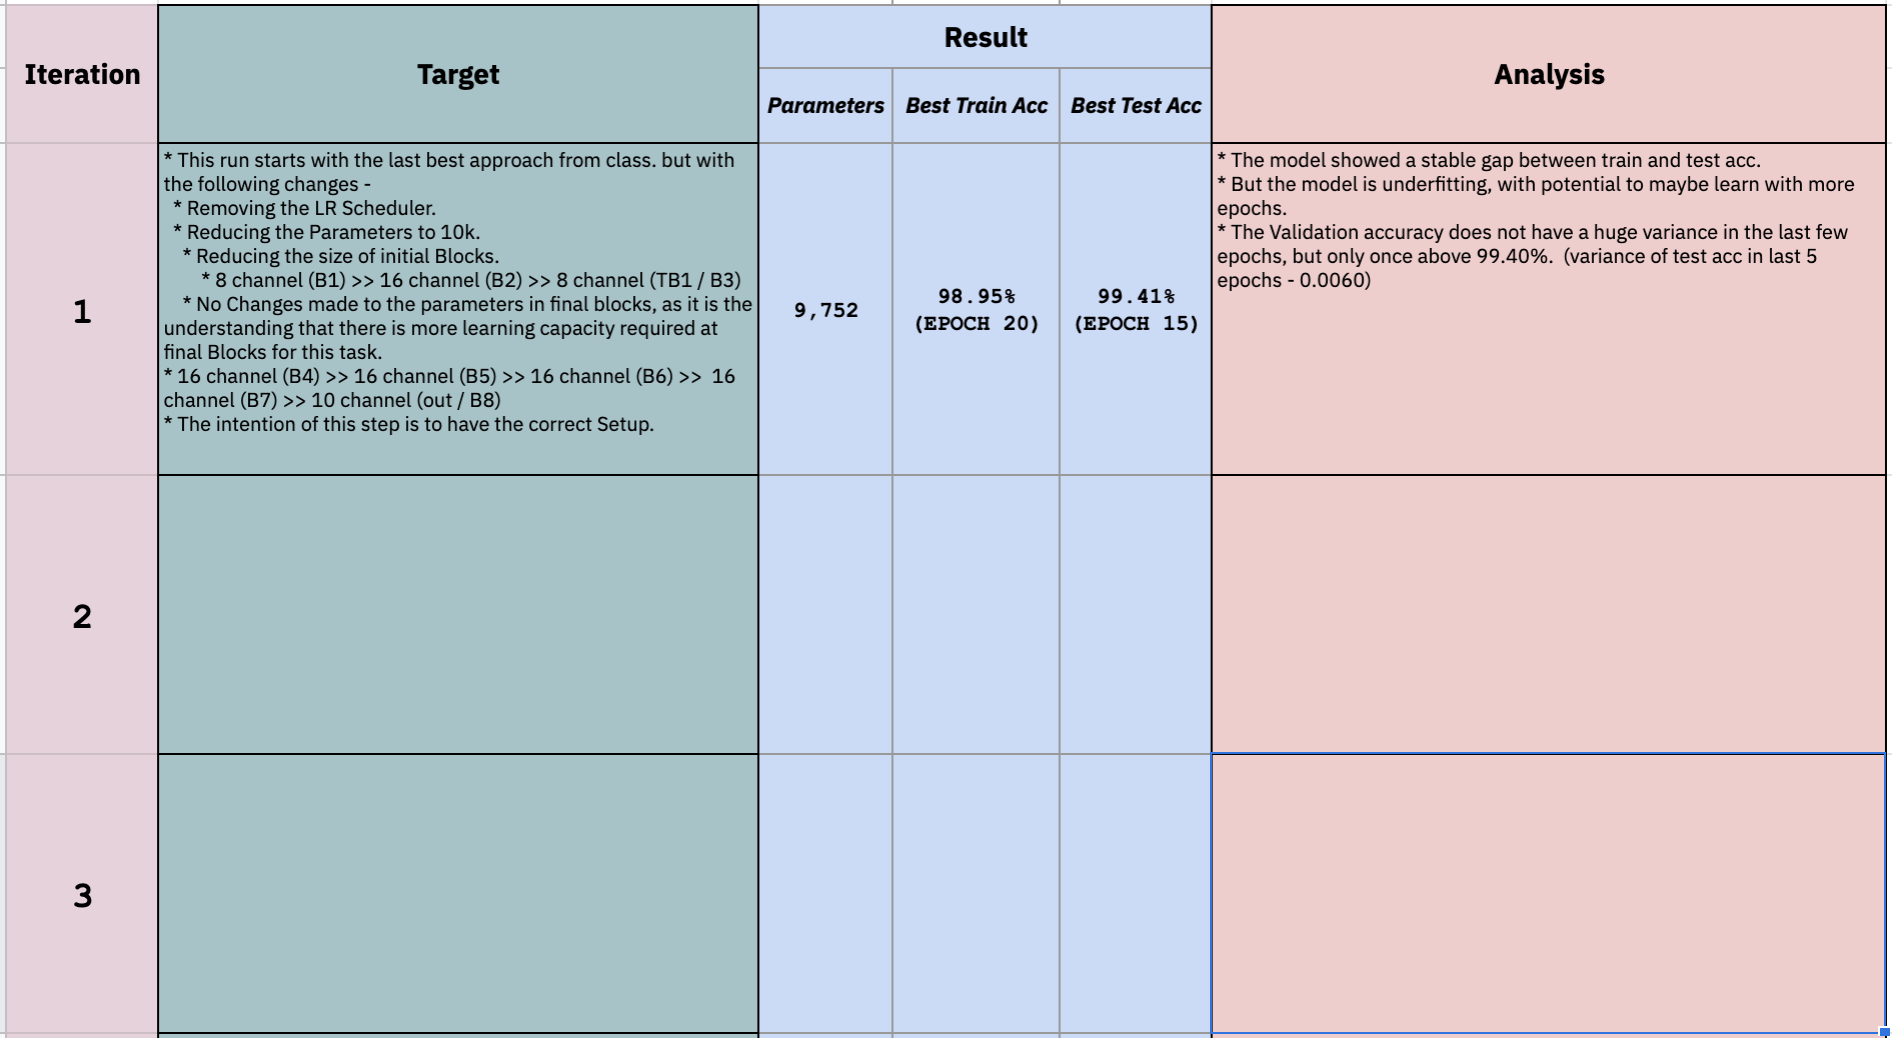 Iteration
Target
Result
Parameters
Best Train Acc
Best Test Acc
Analysis
1
* This run starts with the last best approach from class. but with
the following changes -
* Removing the LR Scheduler.
* Reducing the Parameters to 10k.
* Reducing the size of initial Blocks.
* 8 channel (B1) >> 16 channel (B2) >> 8 channel (TB1 / B3)
* No Changes made to the parameters in final blocks, as it is the
understanding that there is more learning capacity required at
final Blocks for this task.
* 16 channel (B4) >> 16 channel (B5) >> 16 channel (B6) >>  16
channel (B7) >> 10 channel (out / B8)
* The intention of this step is to have the correct Setup.
9,752
98.95%
(EPOCH 20)
99.41%
(EPOCH 15)
* The model showed a stable gap between train and test acc.
* But the model is underfitting, with potential to maybe learn with more
epochs.
* The Validation accuracy does not have a huge variance in the last few
epochs, but only once above 99.40%.  (variance of test acc in last 5
epochs - 0.0060)
2
3